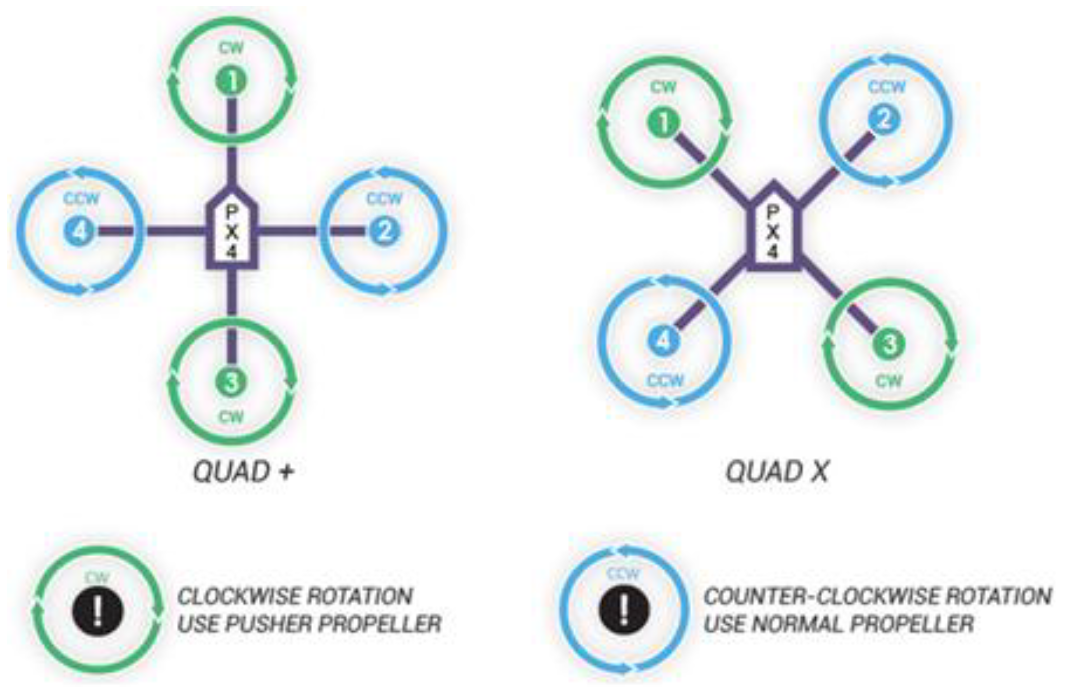 CW
1
CCW
4
P
X
4
CCW
2
3
CW
QUAD +
CW
1
CCW
2
P
X
4
4
CCW
3
CW
QUAD X
CW
!
CLOCKWISE ROTATION
USE PUSHER PROPELLER
CCW
!
COUNTER-CLOCKWISE ROTATION
USE NORMAL PROPELLER